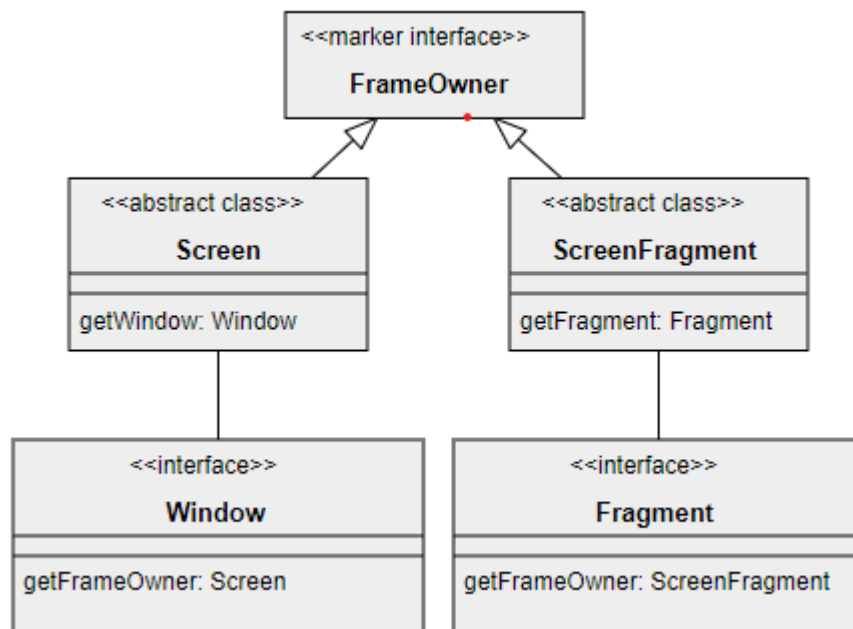 <<marker interface>>
FrameOwner
<<abstract class>>
Screen
getWindow: Window
<<abstract class>>
ScreenFragment
getFragment: Fragment
<<interface>>
Window
getFrameOwner: Screen
<<interface>>
Fragment
getFrameOwner: ScreenFragment